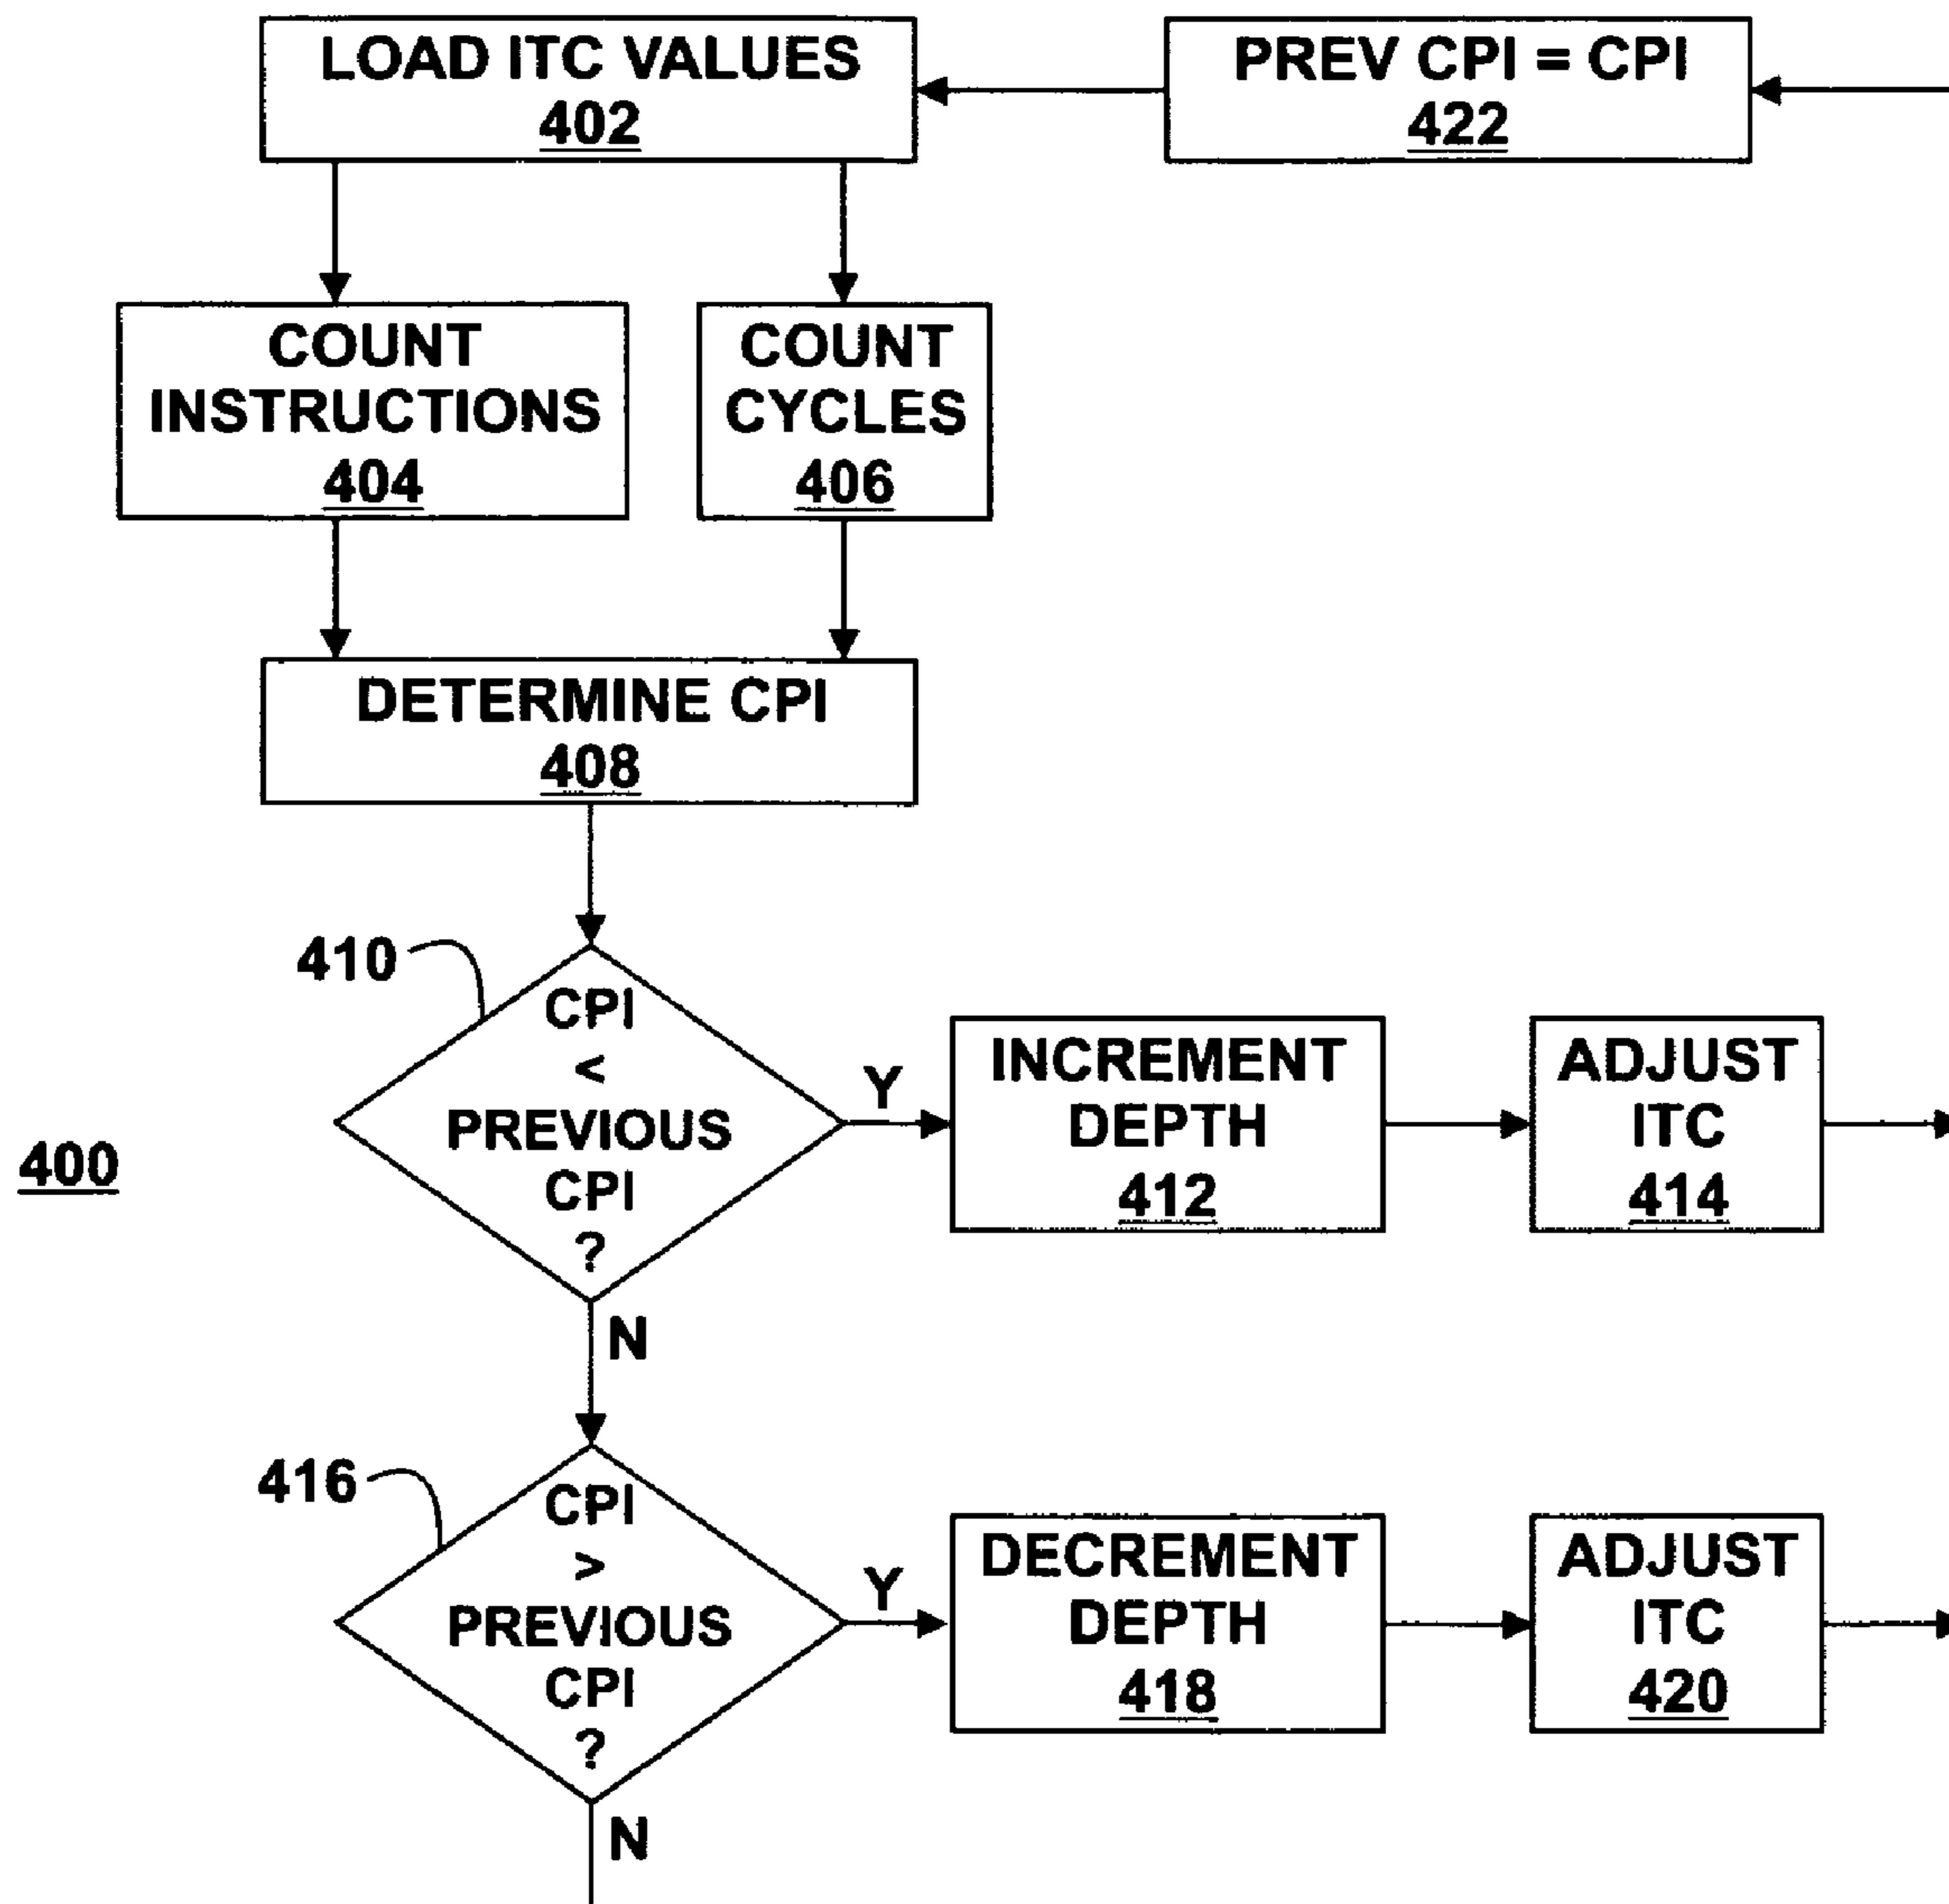 LOAD ITC VALUES
402
PREV CPI = CPI
422
COUNT
INSTRUCTIONS
404
COUNT
CYCLES
406
DETERMINE CPI
408
410
CPI
<
PREVIOUS
CPI
?
Y
N
INCREMENT
DEPTH
412
ADJUST
ITC
414
400
416
CPI
>
PREVIOUS
CPI
?
Y
N
DECREMENT
DEPTH
418
ADJUST
ITC
420